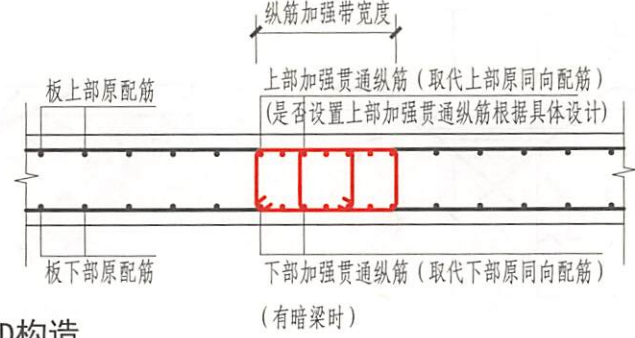 纵筋加强带宽度
上部加强贯通纵筋(取代上部原同向配筋)
板上部原配筋
(是否设置上部加强贯通纵筋根据具体设计)
板下部原配筋
下部加强贯通纵筋(取代下部原同向配筋)
(有暗梁时)
D构造